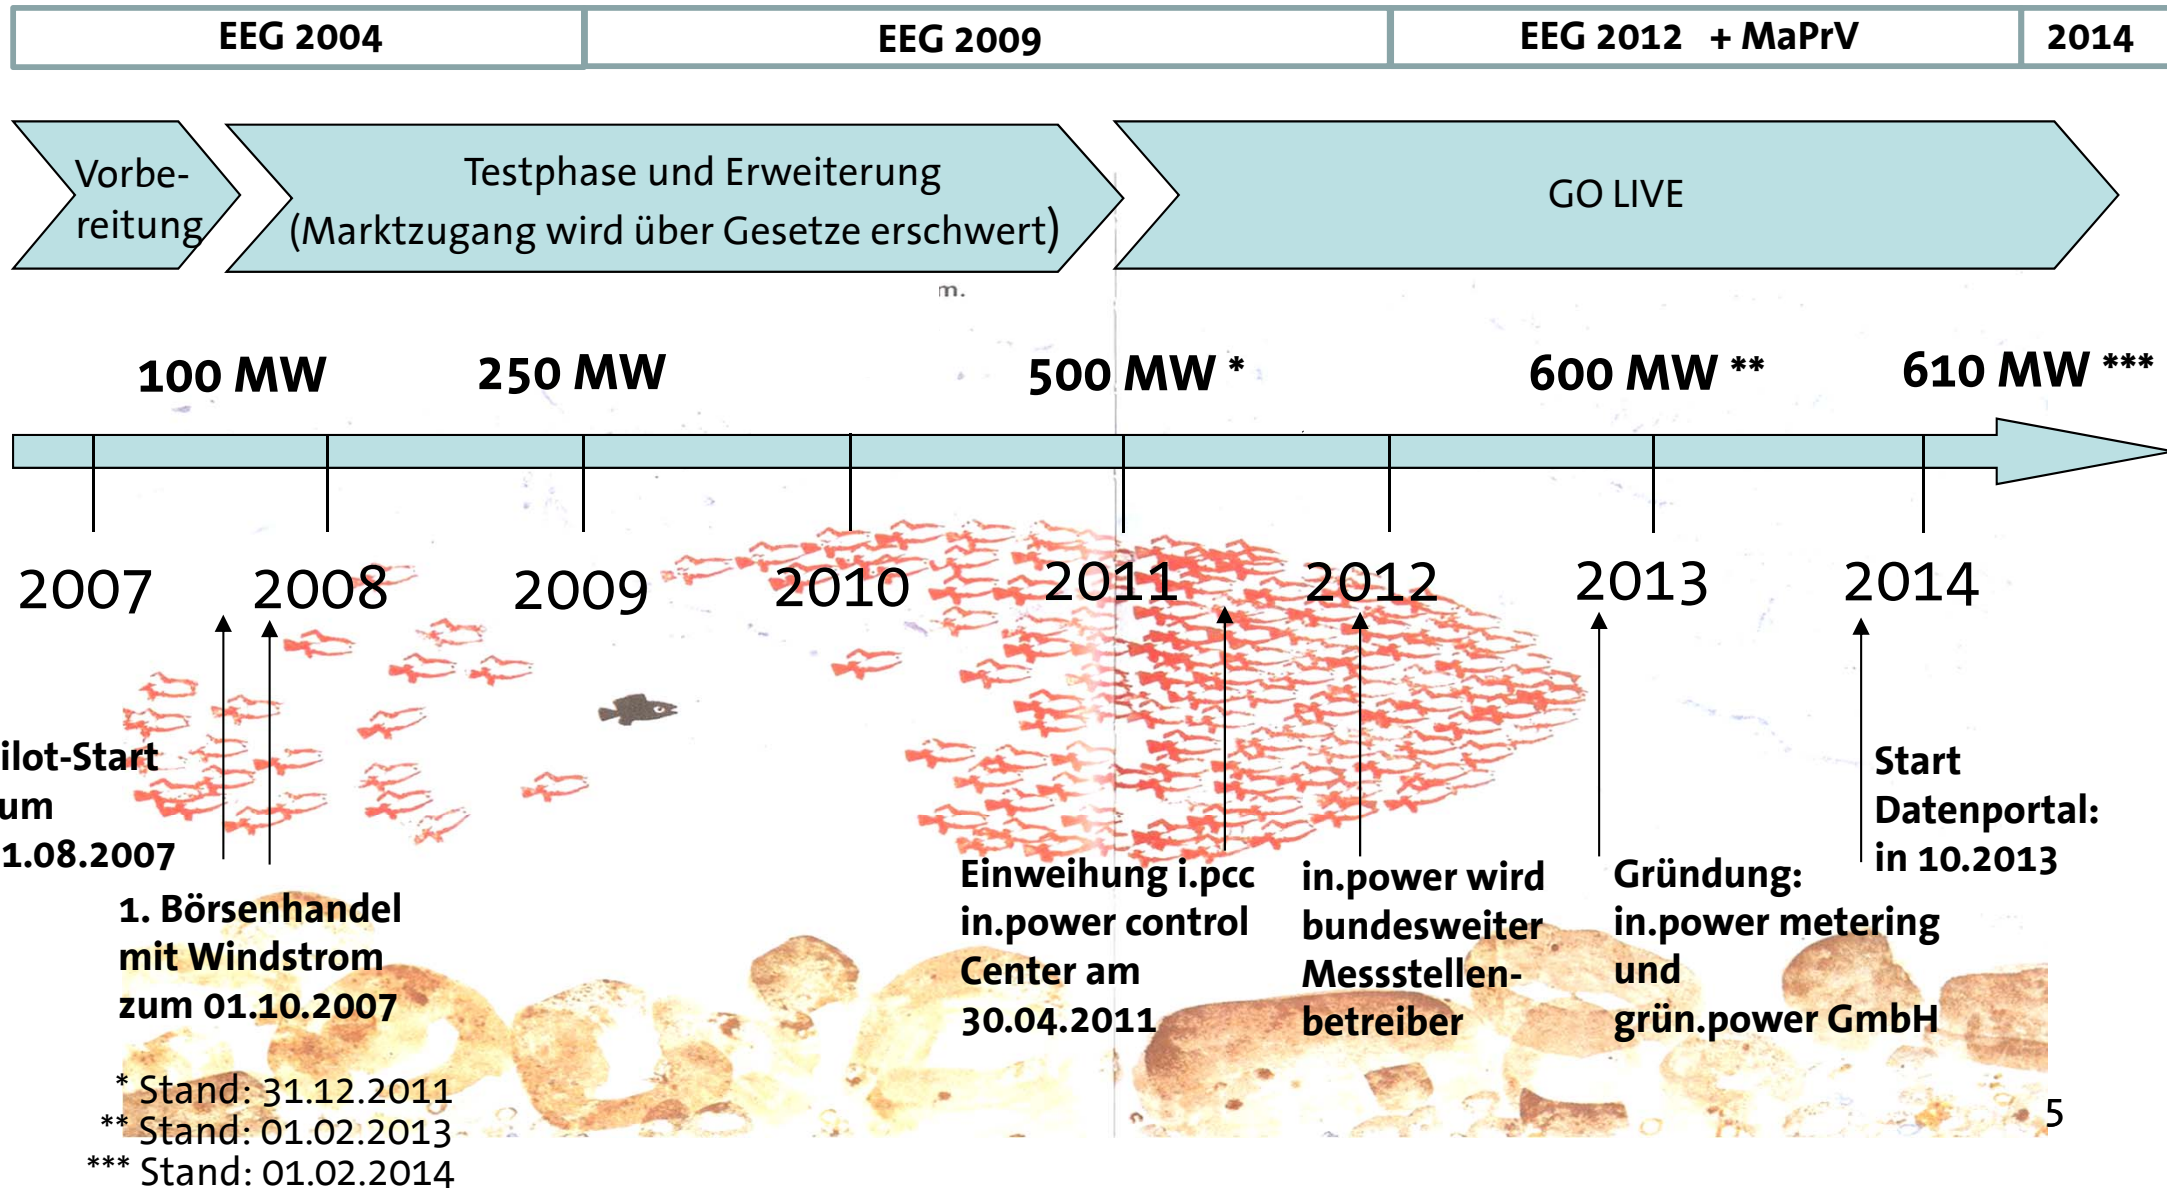 EEG 2004
EEG 2009
EEG 2012 + MaPrV
2014
Vorbe-
reitung
Testphase und Erweiterung
(Marktzugang wird über Gesetze erschwert)
GO LIVE
m.
100 MW
250 MW
500 MW *
600 MW **
610 MW ***
2007
2008
2009
2010
2011
2012
2013
2014
ilot-Start
um
1.08.2007
1. Börsenhandel
mit Windstrom
zum 01.10.2007
Einweihung i.pcc
in.power control
Center am
30.04.2011
in.power wird
bundesweiter
Messstellen-
betreiber
Gründung:
in.power metering
und
grün.power GmbH
Start
Datenportal:
in 10.2013
* Stand: 31.12.2011
** Stand: 01.02.2013
*** Stand: 01.02.2014
5